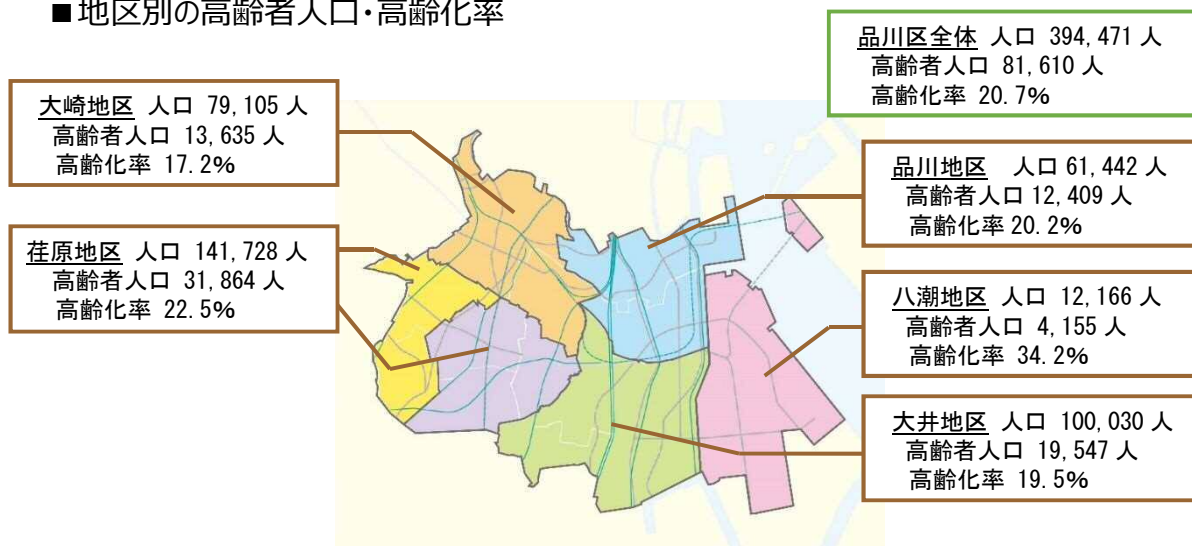 ■地区別の高齢者人口・高齢化率
品川区全体 人口 394,471 人
高齢者人口 81,610 人
高齢化率 20.7%
大崎地区 人口 79,105 人
高齢者人口 13,635 人
高齢化率 17.2%
品川地区 人口 61,442 人
高齢者人口 12,409 人
高齢化率 20.2%
荏原地区 人口 141,728 人
高齢者人口 31,864 人
高齢化率 22.5%
八潮地区 人口 12,166 人
高齢者人口 4,155 人
高齢化率 34.2%
大井地区 人口 100,030 人
高齢者人口 19,547 人
高齢化率 19.5%